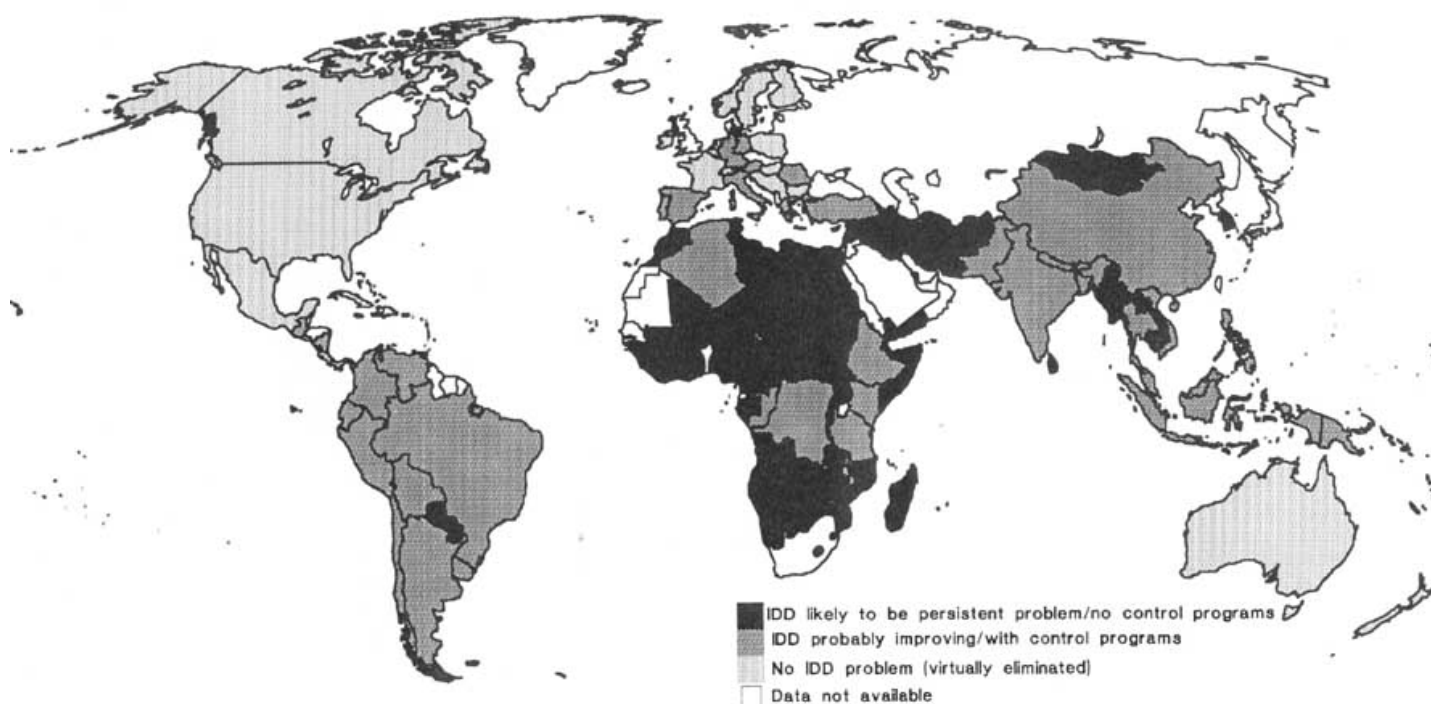 IDD likely to be persistent problem/no control programs
IDD probably improving/with control programs
No IDD problem (virtually eliminated)
Data not available